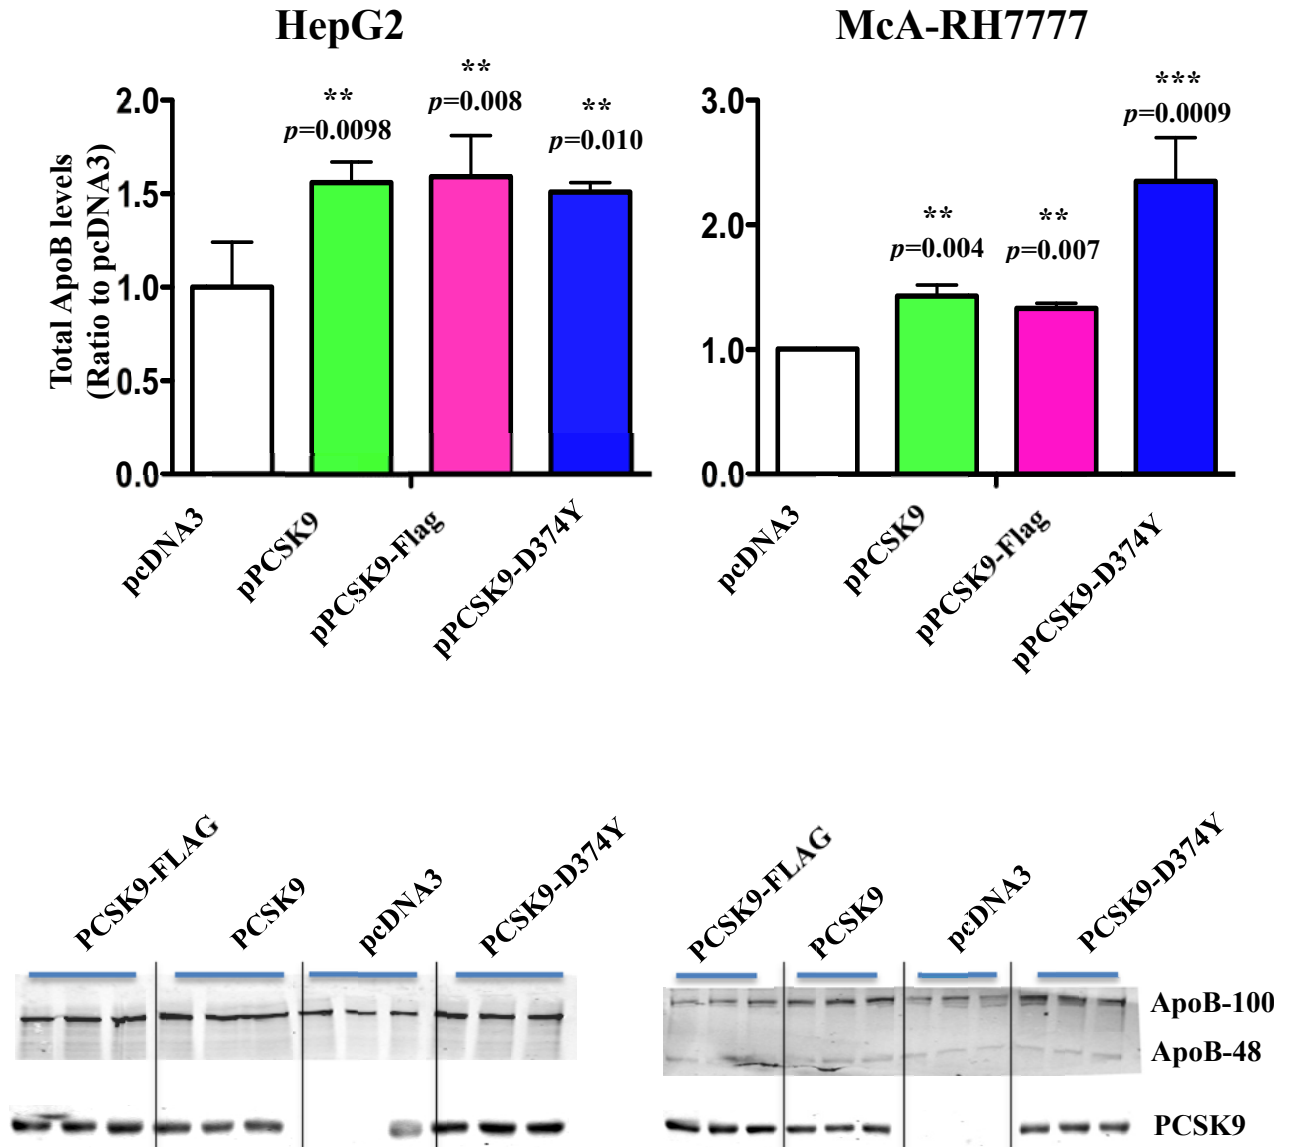 HepG2
McA-RH7777
Total ApoB levels
(Ratio to pcDNA3)
2.0
1.5
1.0
0.5
0.0
**
p=0.0098
**
p=0.008
**
p=0.010
pcDNA3
pPCSK9
pPCSK9-Flag
pPCSK9-D374Y
3.0
2.0
1.0
0.0
**
p=0.004
**
p=0.007
***
p=0.0009
pcDNA3
pPCSK9
pPCSK9-Flag
pPCSK9-D374Y
PCSK9-FLAG
PCSK9
pcDNA3
PCSK9-D374Y
PCSK9-FLAG
PCSK9
pcDNA3
PCSK9-D374Y
ApoB-100
ApoB-48
PCSK9